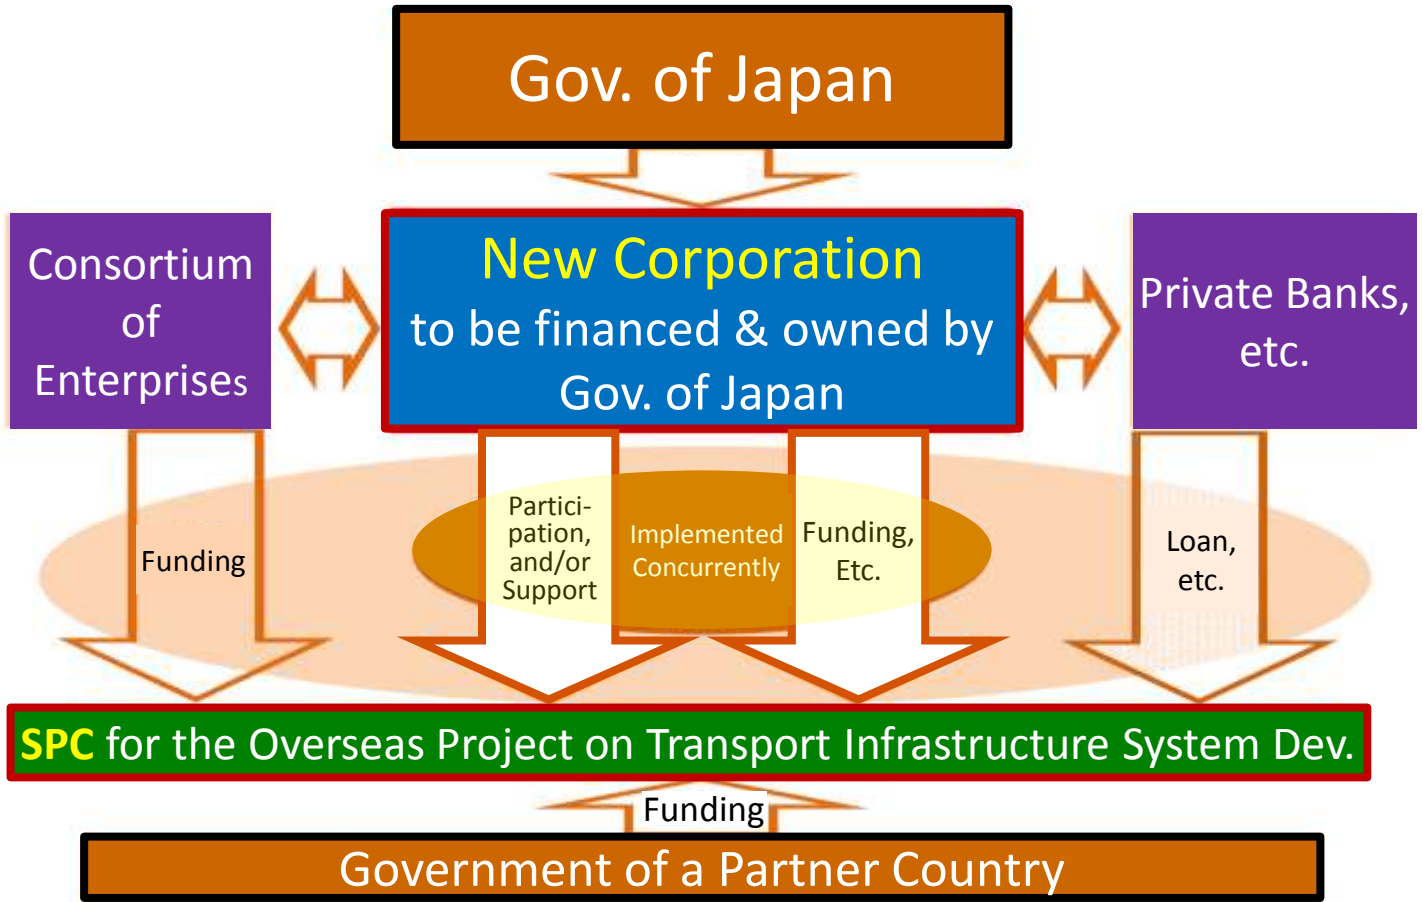 Gov. of Japan
Consortium
of
Enterprises
New Corporation
to be financed & owned by
Gov. of Japan
Private Banks,
etc.
Funding
Partici-
pation,
and/or
Support
Implemented
Concurrently
Funding,
Etc.
Loan,
etc.
SPC for the Overseas Project on Transport Infrastructure System Dev.
Funding
Government of a Partner Country